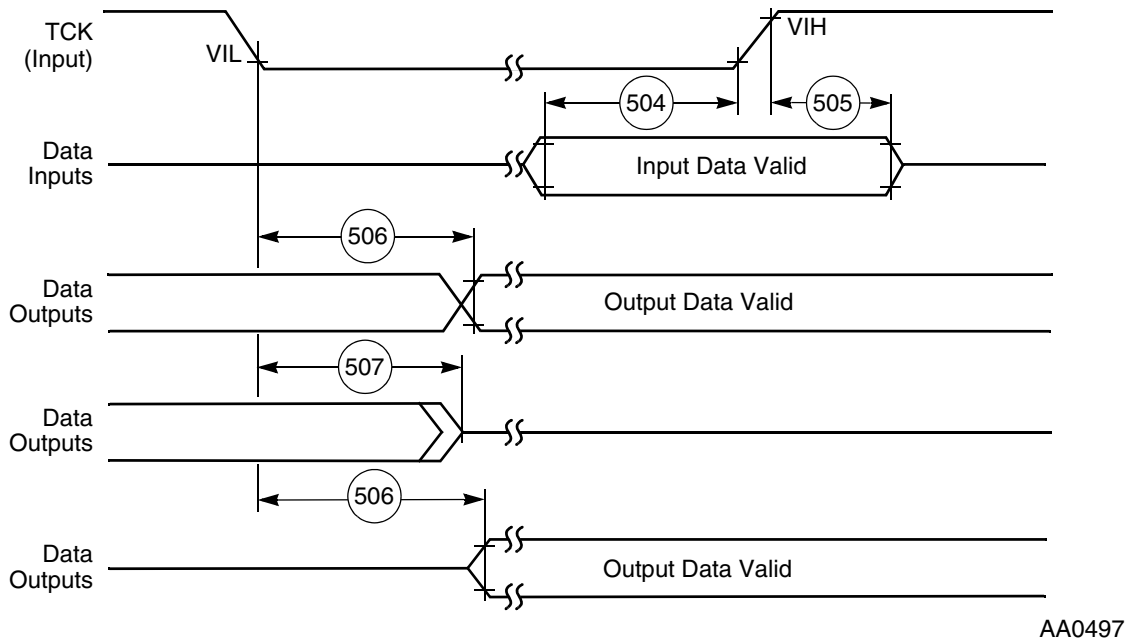 TCK
(Input)
VIL
VIH
504
505
Data
Inputs
Input Data Valid
506
Data
Outputs
Output Data Valid
507
Data
Outputs
506
Data
Outputs
Output Data Valid
AA0497